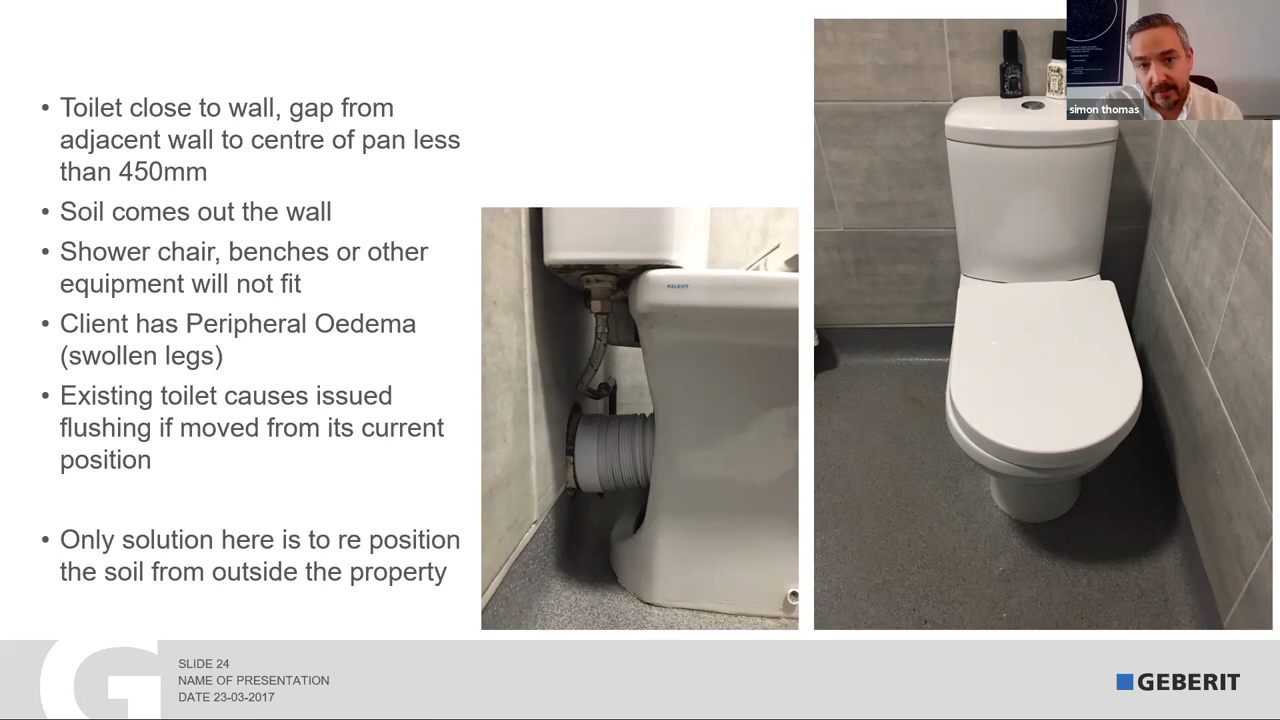 • Toilet close to wall, gap from
adjacent wall to centre of pan less
than 450mm
• Soil comes out the wall
• Shower chair, benches or other
equipment will not fit
• Client has Peripheral Oedema
(swollen legs)
• Existing toilet causes issued
flushing if moved from its current
position
• Only solution here is to re position
the soil from outside the property
simon thomas
SLIDE 24
NAME OF PRESENTATION
DATE 23-03-2017
GEBERIT